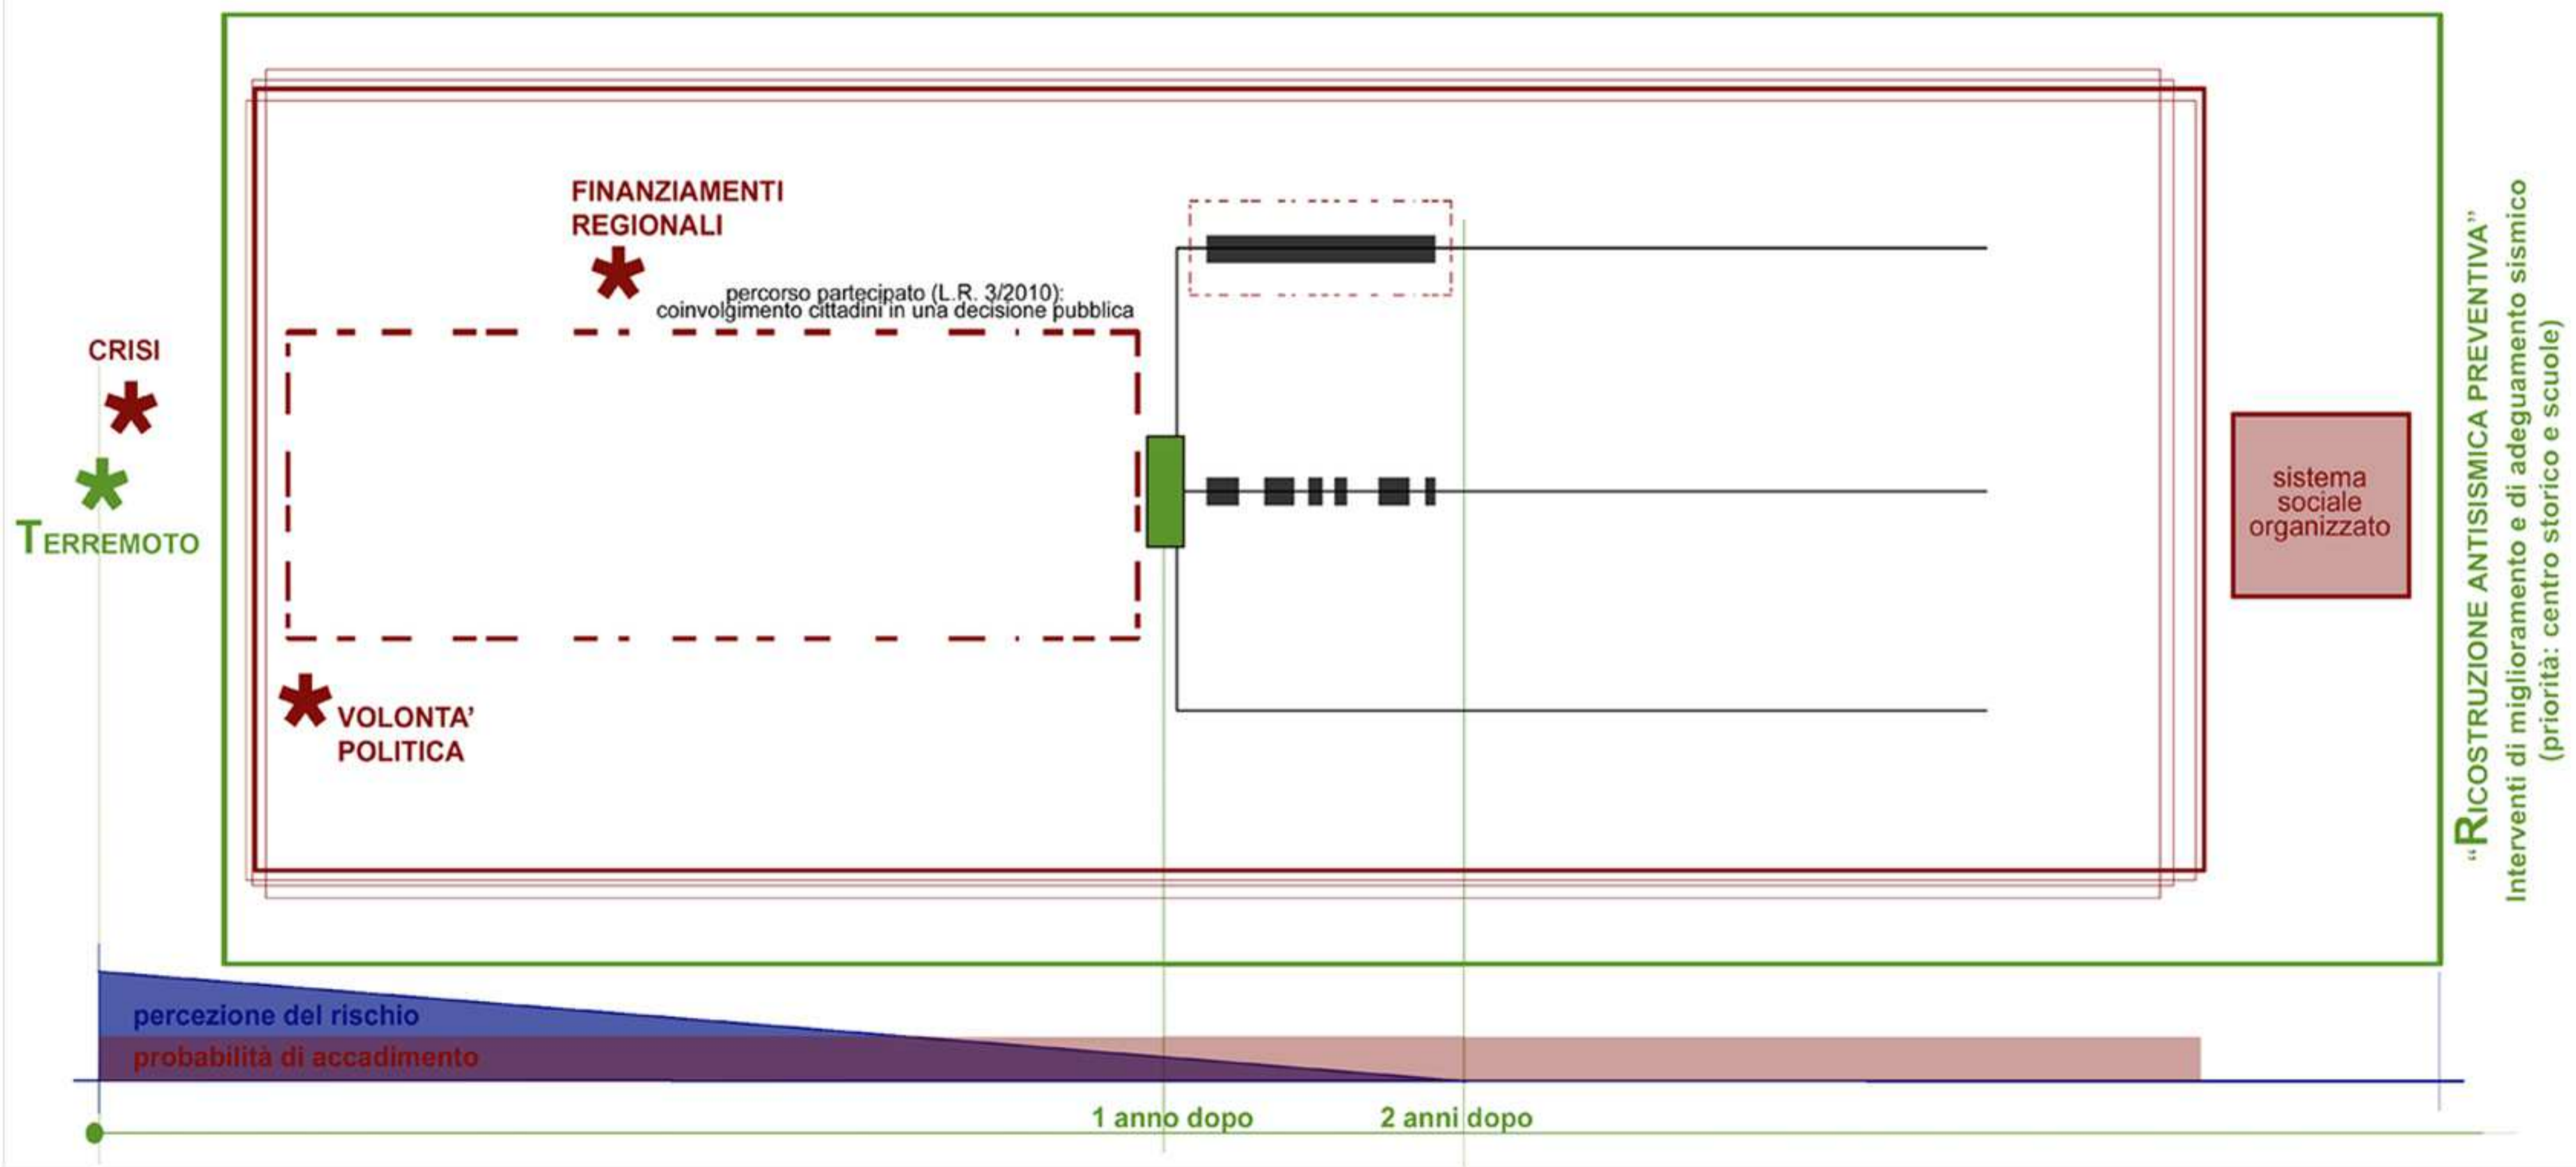 FINANZIAMENTI
REGIONALI
percorso partecipato (L.R. 3/2010):
coinvolgimento cittadini in una decisione pubblica
CRISI
TERREMOTO
VOLONTA'
POLITICA
sistema
sociale
organizzato
“RICOSTRUZIONE ANTISISMICA PREVENTIVA”
Interventi di miglioramento e di adeguamento sismico
(priorità: centro storico e scuole)
percezione del rischio
probabilità di accadimento
1 anno dopo
2 anni dopo